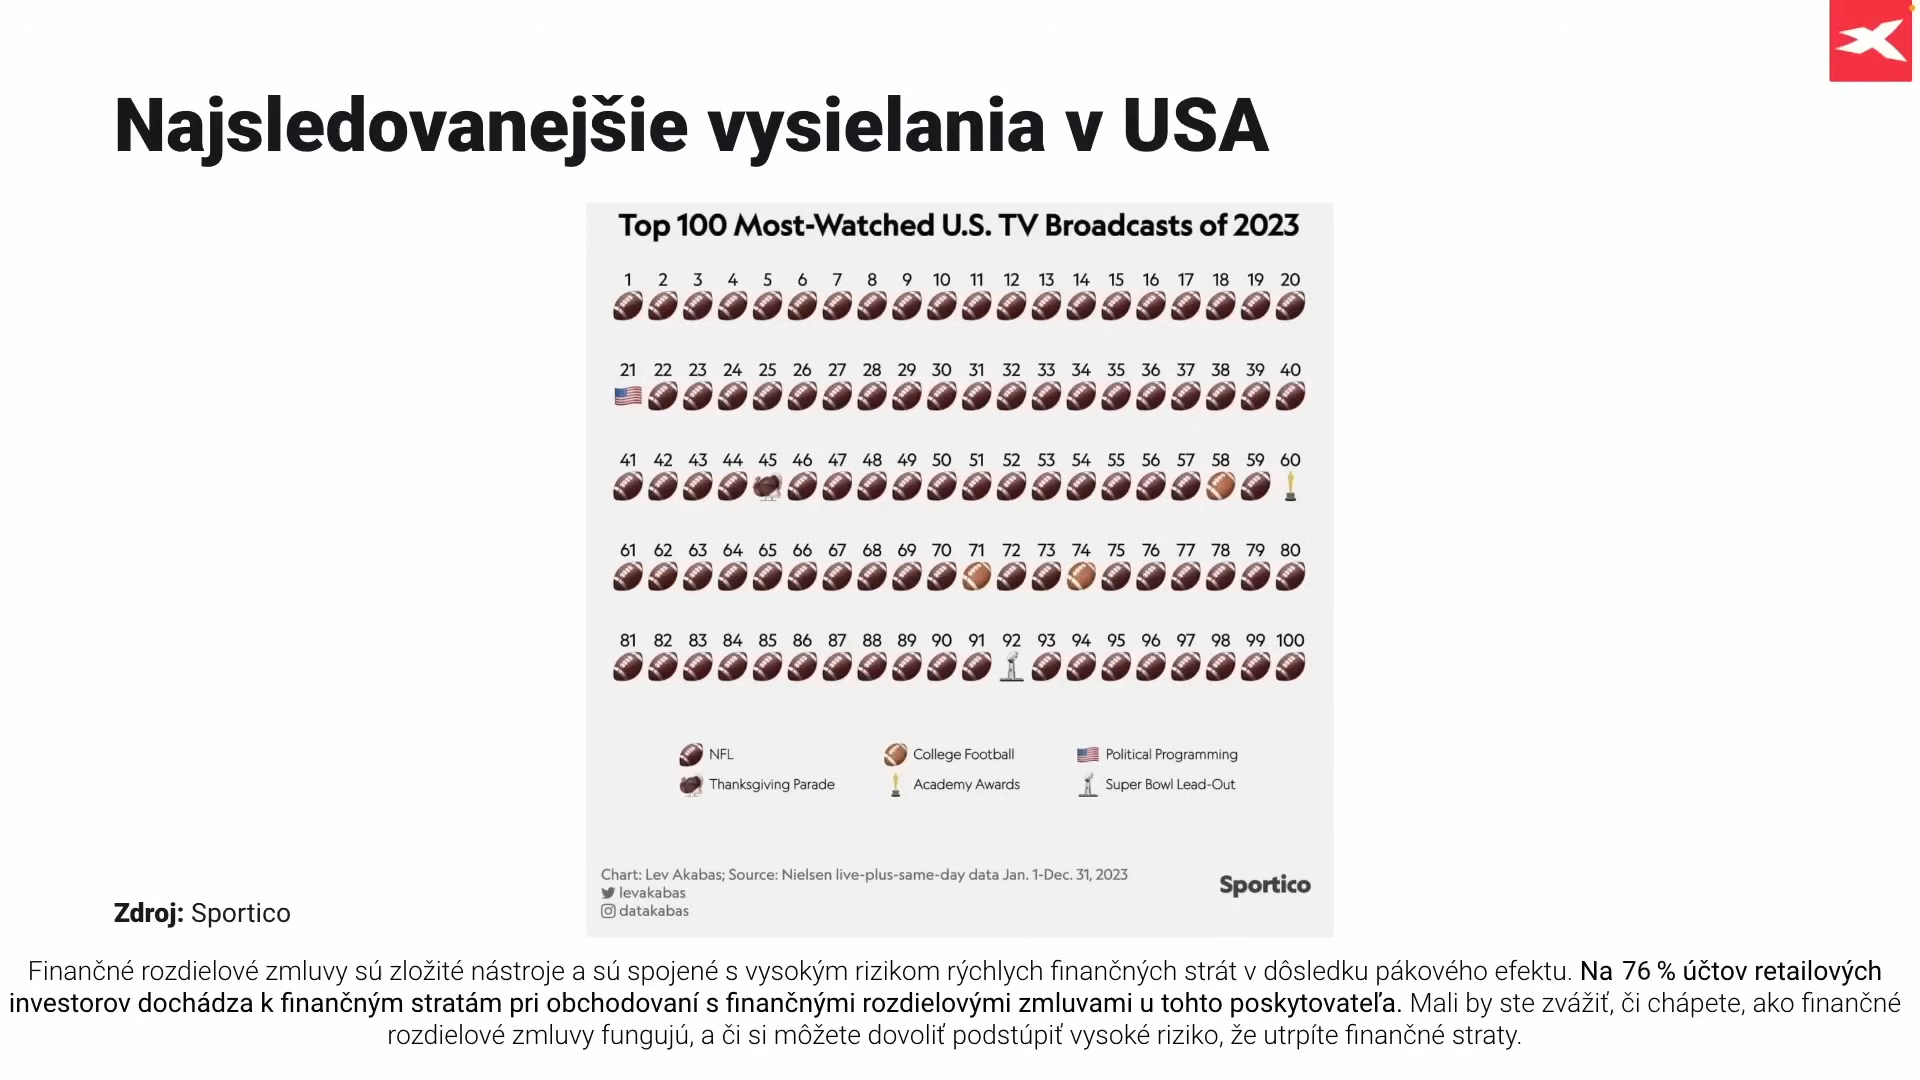 Najsledovanejšie vysielania v USA
Top 100 Most-Watched U.S. TV Broadcasts of 2023
1 2 3 4 5 6 7 8 9 10 11 12 13 14 15 16 17 18 19 20
21 22 23 24 25 26 27 28 29 30 31 32 33 34 35 36 37 38 39 40
41 42 43 44 45 46 47 48 49 50 51 52 53 54 55 56 57 58 59 60
61 62 63 64 65 66 67 68 69 70 71 72 73 74 75 76 77 78 79 80
81 82 83 84 85 86 87 88 89 90 91 92 93 94 95 96 97 98 99 100
NFL College Football Political Programming
Thanksgiving Parade Academy Awards Super Bowl Lead-Out
Chart: Lev Akabas; Source: Nielsen live-plus-same-day data Jan. 1-Dec. 31, 2023
levakabas
datakabas
Sportico
Zdroj: Sportico
Finančné rozdielové zmluvy sú zložité nástroje a sú spojené s vysokým rizikom rýchlych finančných strát v dôsledku pákového efektu. Na 76 % účtov retailových
investorov dochádza k finančným stratám pri obchodovaní s finančnými rozdielovými zmluvami u tohto poskytovateľa. Mali by ste zvážiť, či chápete, ako finančné
rozdielové zmluvy fungujú, a či si môžete dovoliť podstúpiť vysoké riziko, že utrpíte finančné straty.